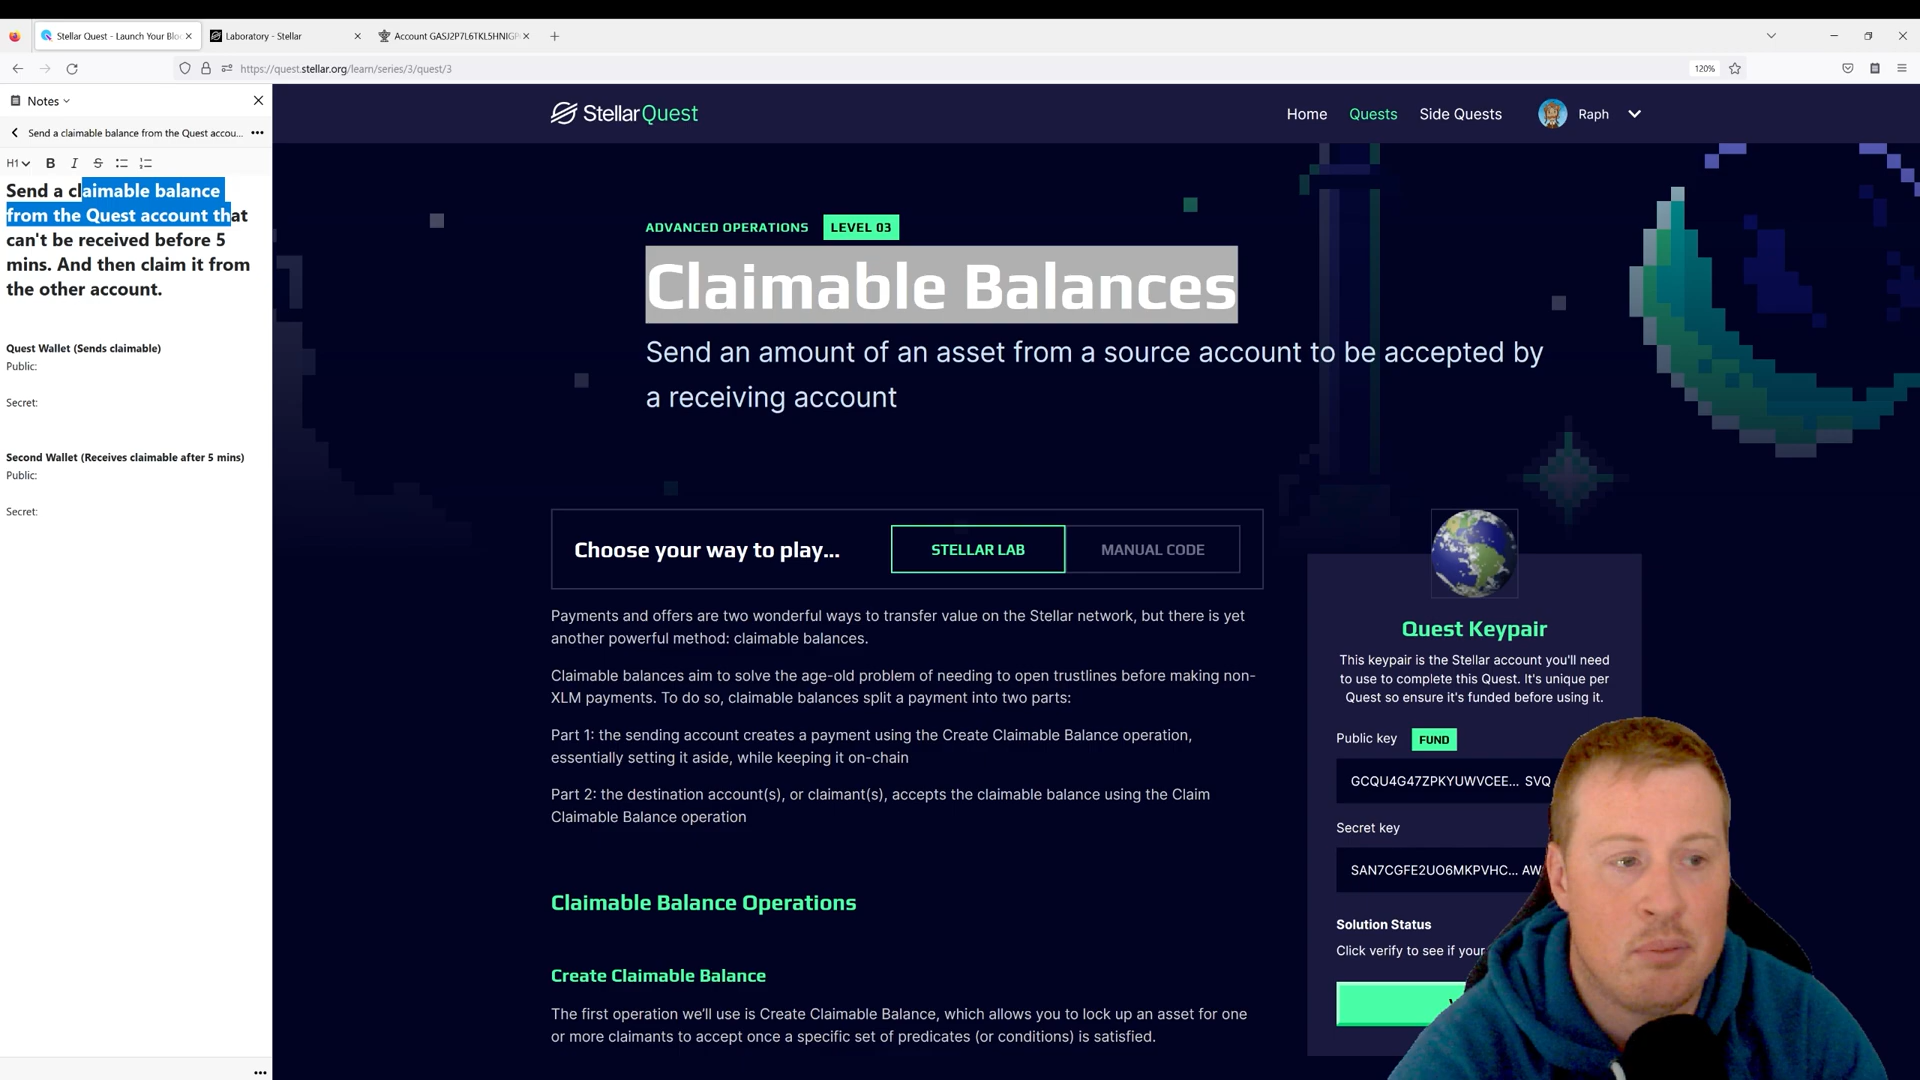 Stellar Quest - Launch Your Bloc
Laboratory - Stellar
Account GASJ2P7L6TKL5HNIGP
https://quest.stellar.org/learn/series/3/quest/3
120%
Notes
Send a claimable balance from the Quest accou...
H1 B I S
Send a claimable balance
from the Quest account that
can't be received before 5
mins. And then claim it from
the other account.
Quest Wallet (Sends claimable)
Public:
Secret:
Second Wallet (Receives claimable after 5 mins)
Public:
Secret:
StellarQuest
Home
Quests
Side Quests
Raph
ADVANCED OPERATIONS
LEVEL 03
Claimable Balances
Send an amount of an asset from a source account to be accepted by
a receiving account
Choose your way to play...
STELLAR LAB
MANUAL CODE
Payments and offers are two wonderful ways to transfer value on the Stellar network, but there is yet
another powerful method: claimable balances.
Claimable balances aim to solve the age-old problem of needing to open trustlines before making non-
XLM payments. To do so, claimable balances split a payment into two parts:
Part 1: the sending account creates a payment using the Create Claimable Balance operation,
essentially setting it aside, while keeping it on-chain
Part 2: the destination account(s), or claimant(s), accepts the claimable balance using the Claim
Claimable Balance operation
Claimable Balance Operations
Create Claimable Balance
The first operation we'll use is Create Claimable Balance, which allows you to lock up an asset for one
or more claimants to accept once a specific set of predicates (or conditions) is satisfied.
Quest Keypair
This keypair is the Stellar account you'll need
to use to complete this Quest. It's unique per
Quest so ensure it's funded before using it.
Public key
FUND
GCQU4G47ZPKYUWVCEE... SVQ
Secret key
SAN7CGFE2UO6MKPVHC... AW
Solution Status
Click verify to see if your